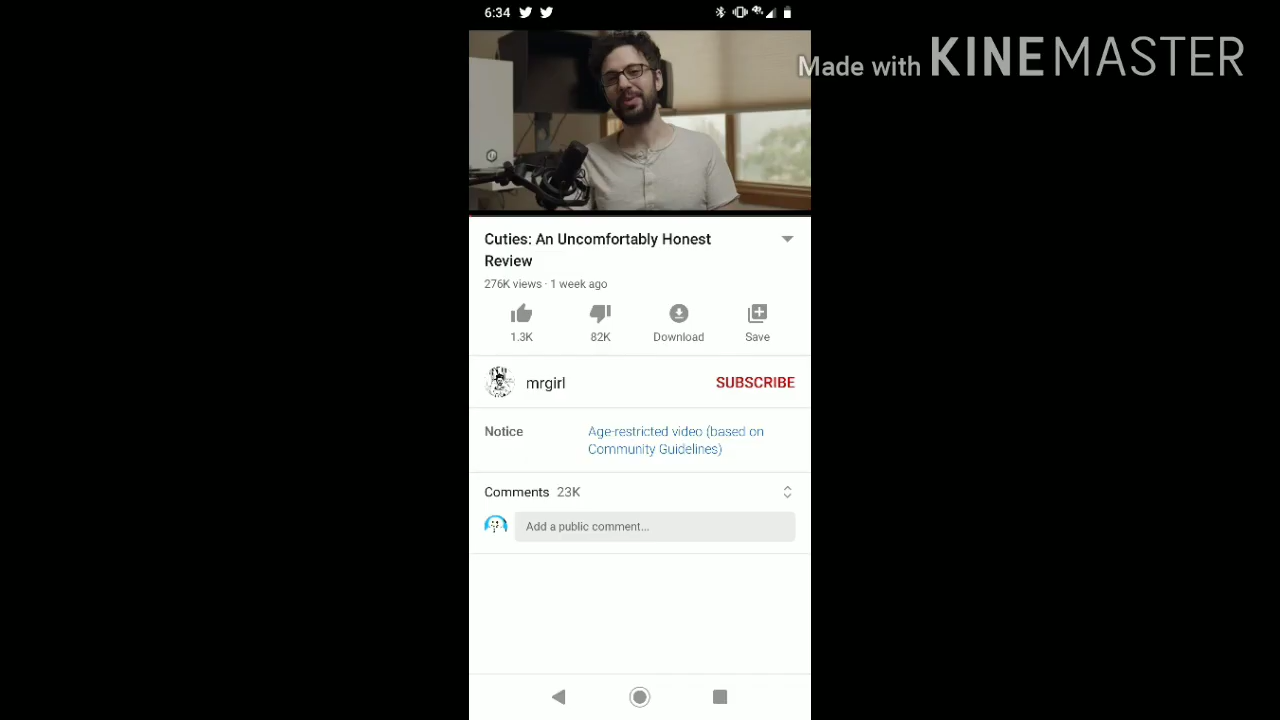 6:34
Made with KINEMASTER
Cuties: An Uncomfortably Honest
Review
276K views · 1 week ago
1.3K 82K Download Save
mrgirl SUBSCRIBE
Notice Age-restricted video (based on
Community Guidelines)
Comments 23K
Add a public comment...